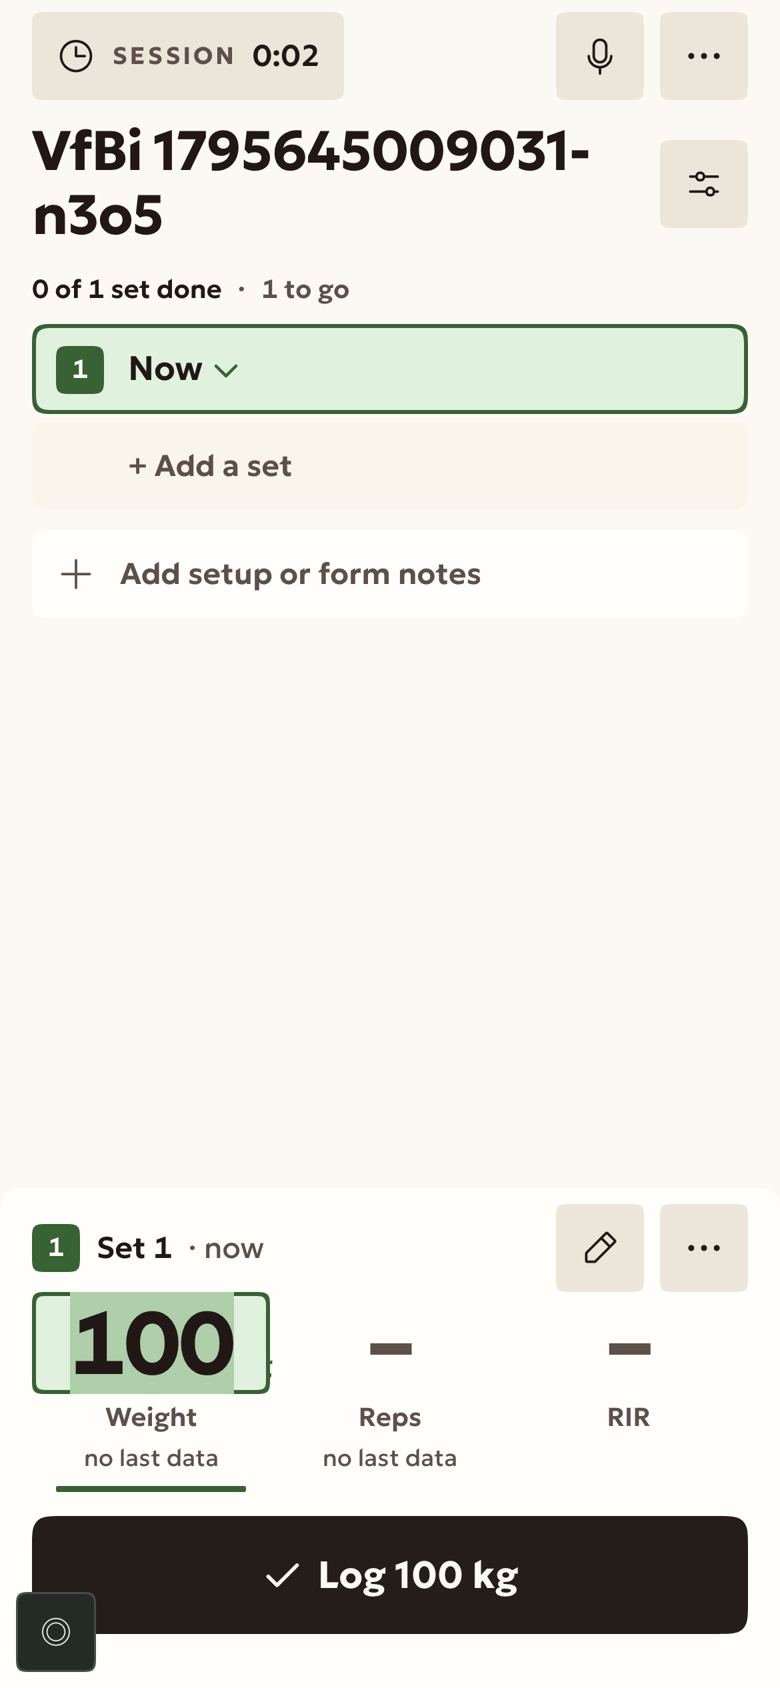 SESSION 0:02
VfBi 1795645009031-
n3o5
0 of 1 set done · 1 to go
1 Now
+ Add a set
Add setup or form notes
1 Set 1 · now
100
Weight Reps RIR
no last data no last data
Log 100 kg